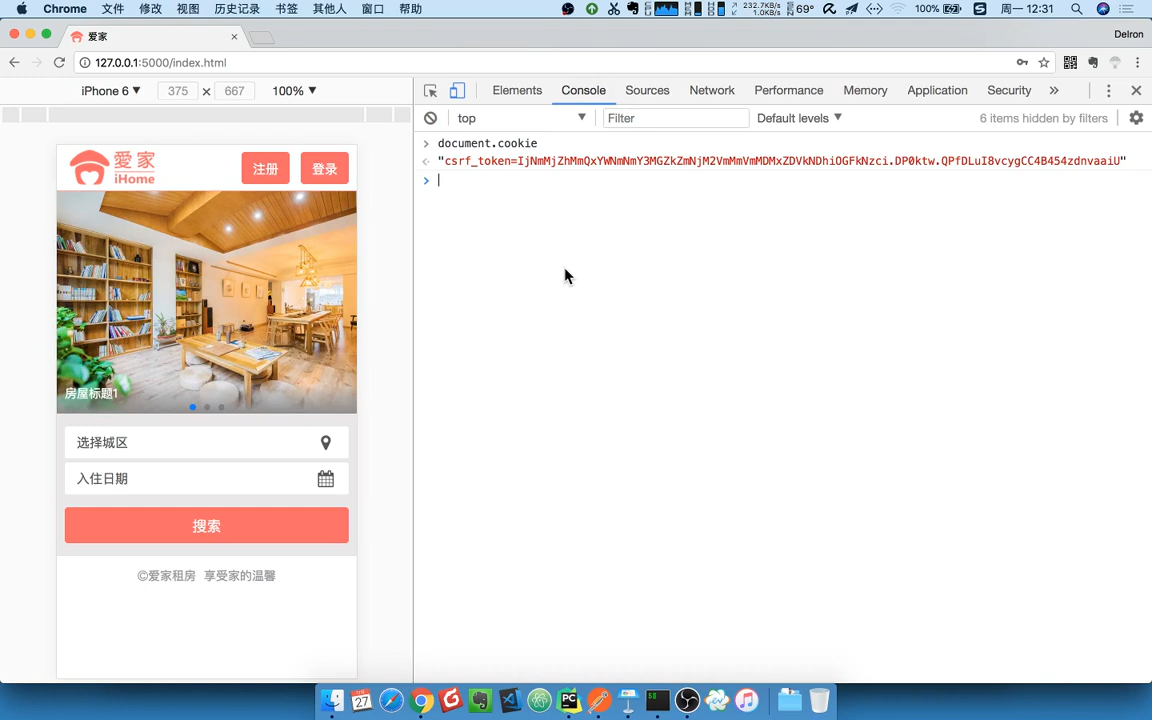 Chrome 文件 修改 视图 历史记录 书签 其他人 窗口 帮助 232.7KB/s 1.0KB/s 69° 100% 周一 12:31
爱家 Delron
127.0.0.1:5000/index.html
iPhone 6 375 667 100% Elements Console Sources Network Performance Memory Application Security
top Filter Default levels 6 items hidden by filters
document.cookie
"csrf_token=IjNmMjZhMmQxYWNmNmY3MGZkZmNjM2VmMmVmMDMxZDVkNDhiOGFkNzci.DP0ktw.QPfDLuI8vcygCC4B454zdnvaaiU"
爱家
iHome
注册 登录
房屋标题1
选择城区
入住日期
搜索
©爱家租房 享受家的温馨
27